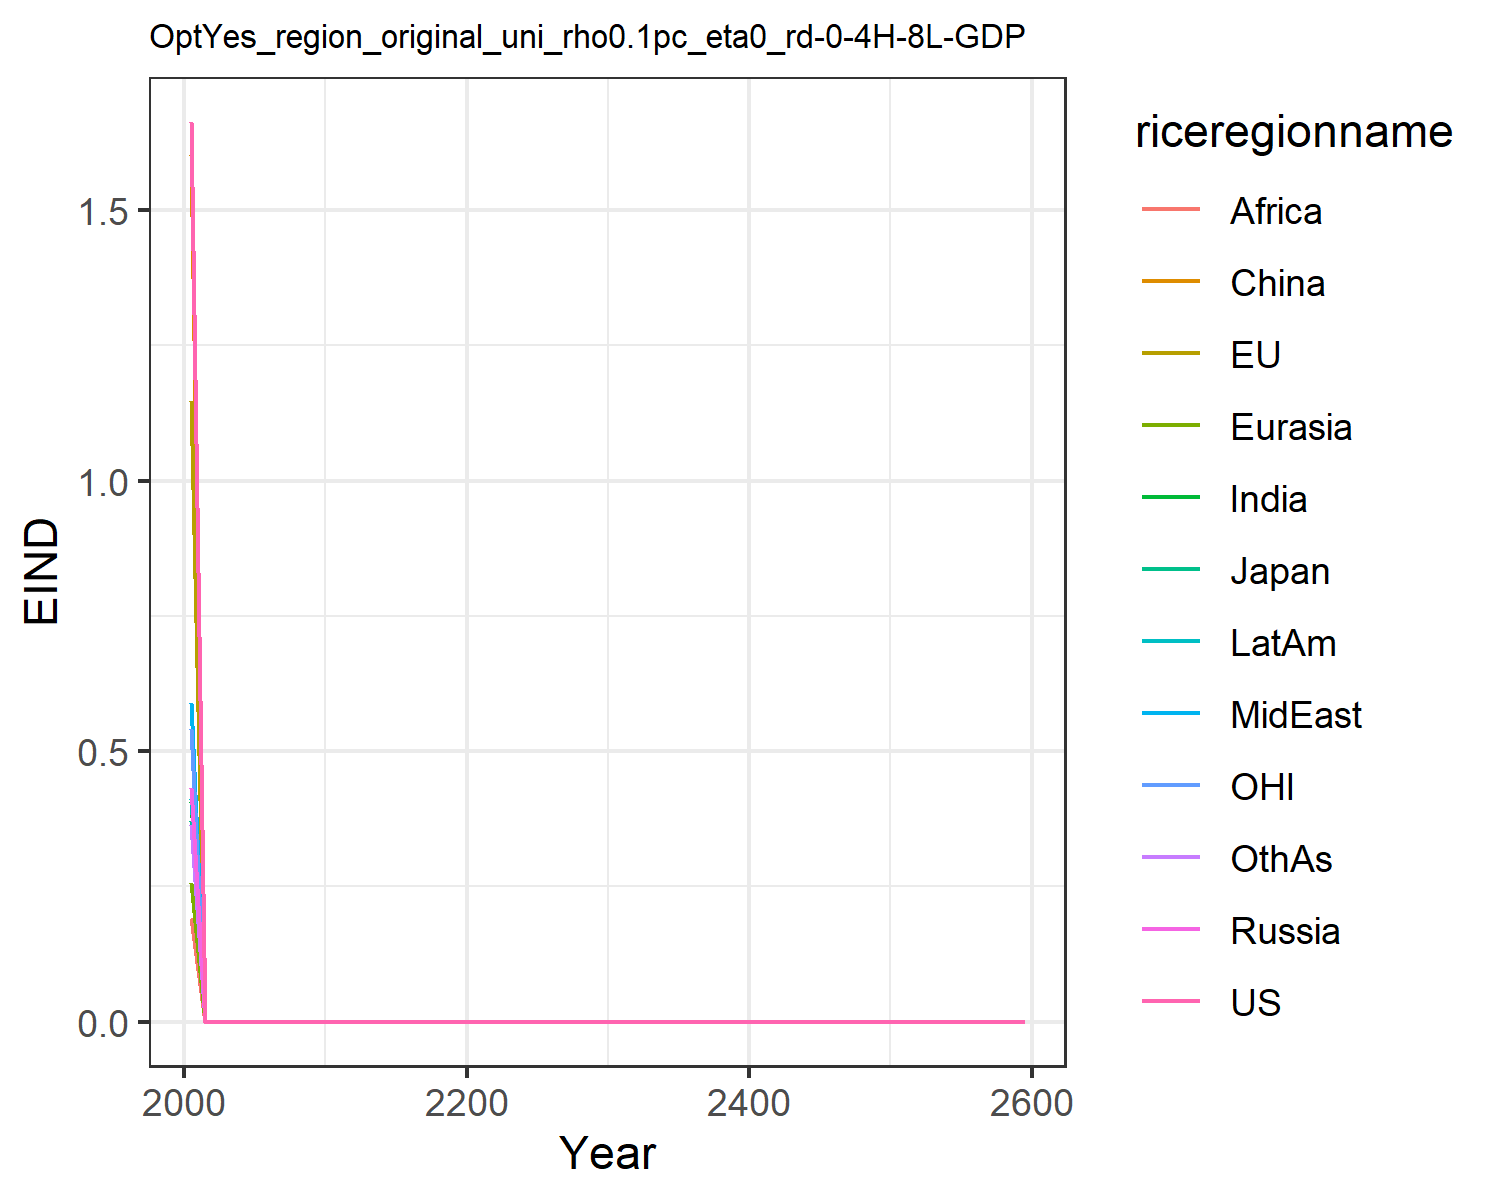 OptYes_region_original_uni_rho0.1pc_eta0_rd-0-4H-8L-GDP
riceregionname
Africa
China
EU
Eurasia
India
Japan
LatAm
MidEast
OHI
OthAs
Russia
US
EIND
1.5
1.0
0.5
0.0
2000 2200 2400 2600
Year